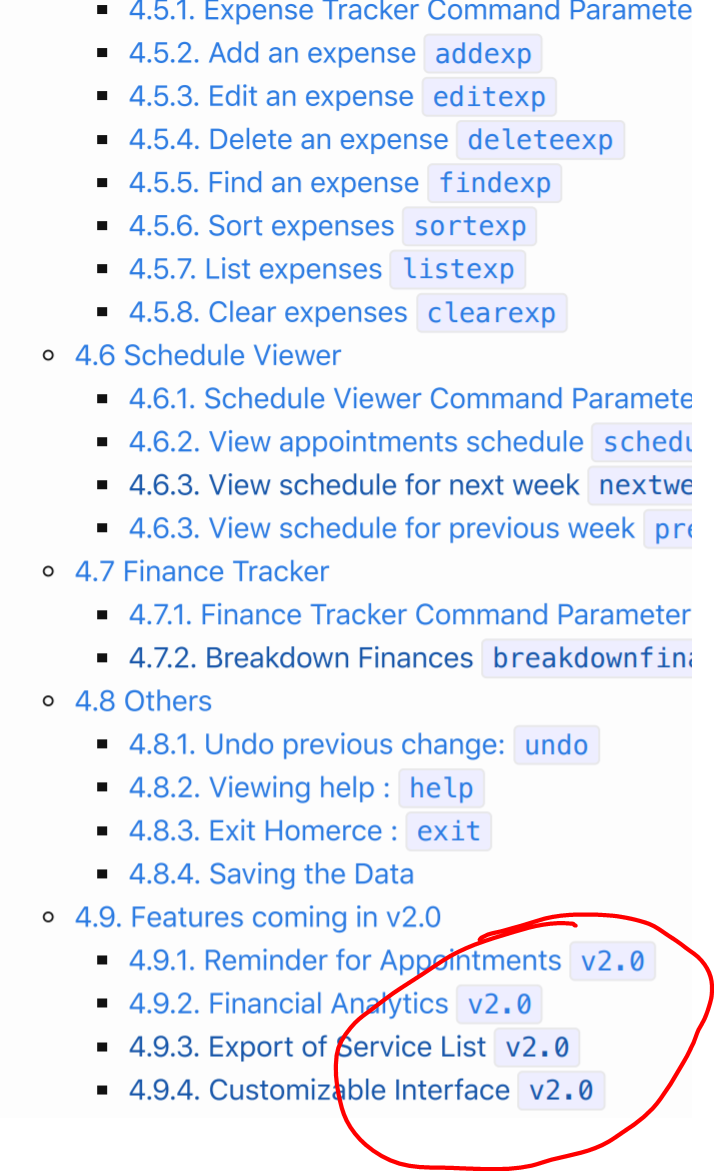 4.5.1. Expense Tracker Command Paramete
4.5.2. Add an expense addexp
4.5.3. Edit an expense editexp
4.5.4. Delete an expense deleteexp
4.5.5. Find an expense findexp
4.5.6. Sort expenses sortexp
4.5.7. List expenses listexp
4.5.8. Clear expenses clearexp
4.6 Schedule Viewer
4.6.1. Schedule Viewer Command Paramete
4.6.2. View appointments schedule schedu
4.6.3. View schedule for next week nextwe
4.6.3. View schedule for previous week pre
4.7 Finance Tracker
4.7.1. Finance Tracker Command Parameter
4.7.2. Breakdown Finances breakdownfina
4.8 Others
4.8.1. Undo previous change: undo
4.8.2. Viewing help : help
4.8.3. Exit Homerce : exit
4.8.4. Saving the Data
4.9. Features coming in v2.0
4.9.1. Reminder for Appointments v2.0
4.9.2. Financial Analytics v2.0
4.9.3. Export of Service List v2.0
4.9.4. Customizable Interface v2.0